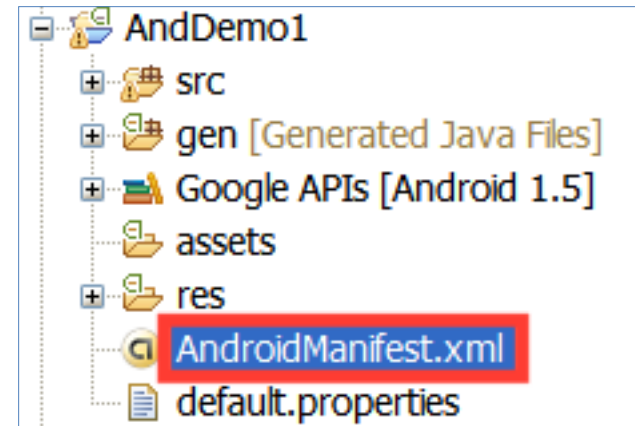 AndDemo1
src
gen [Generated Java Files]
Google APIs [Android 1.5]
assets
res
AndroidManifest.xml
default.properties